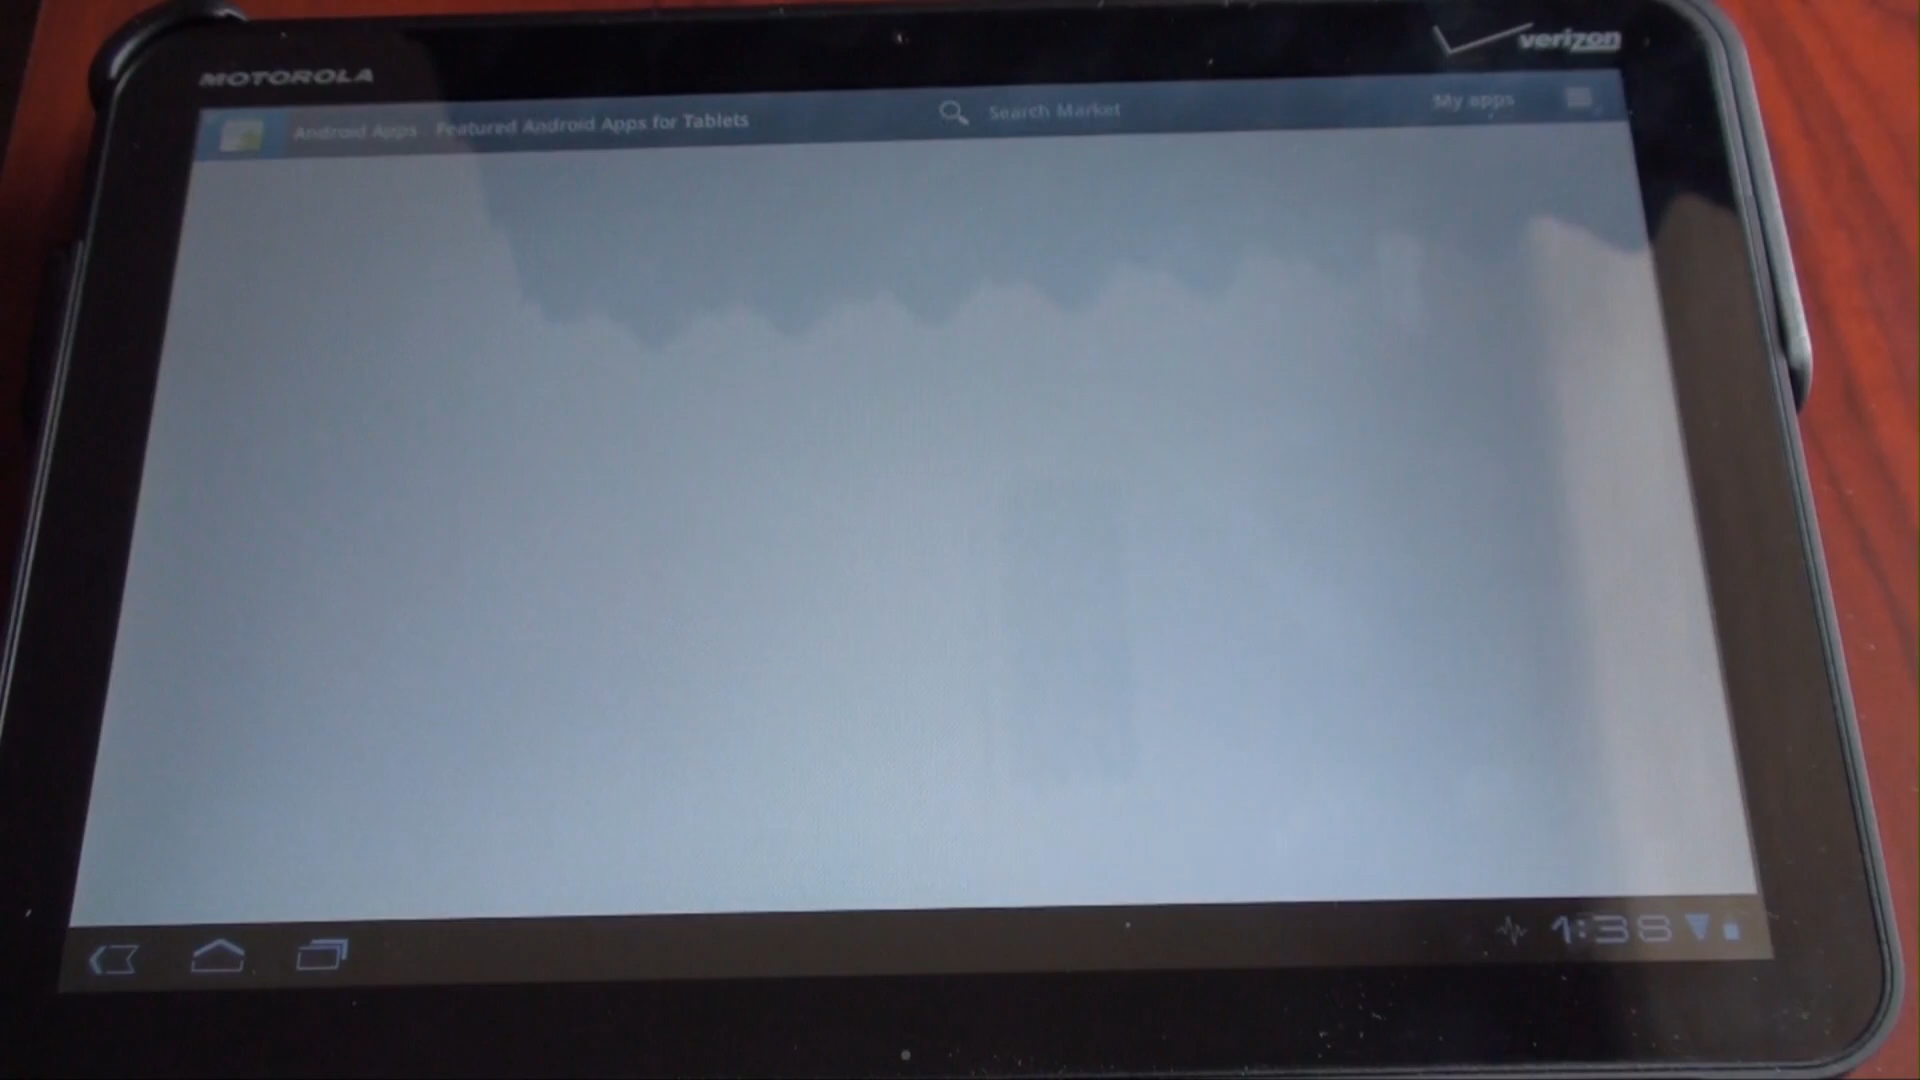 MOTOROLA
verizon
Android Apps Featured Android Apps for Tablets
Search Market
My apps
1:38